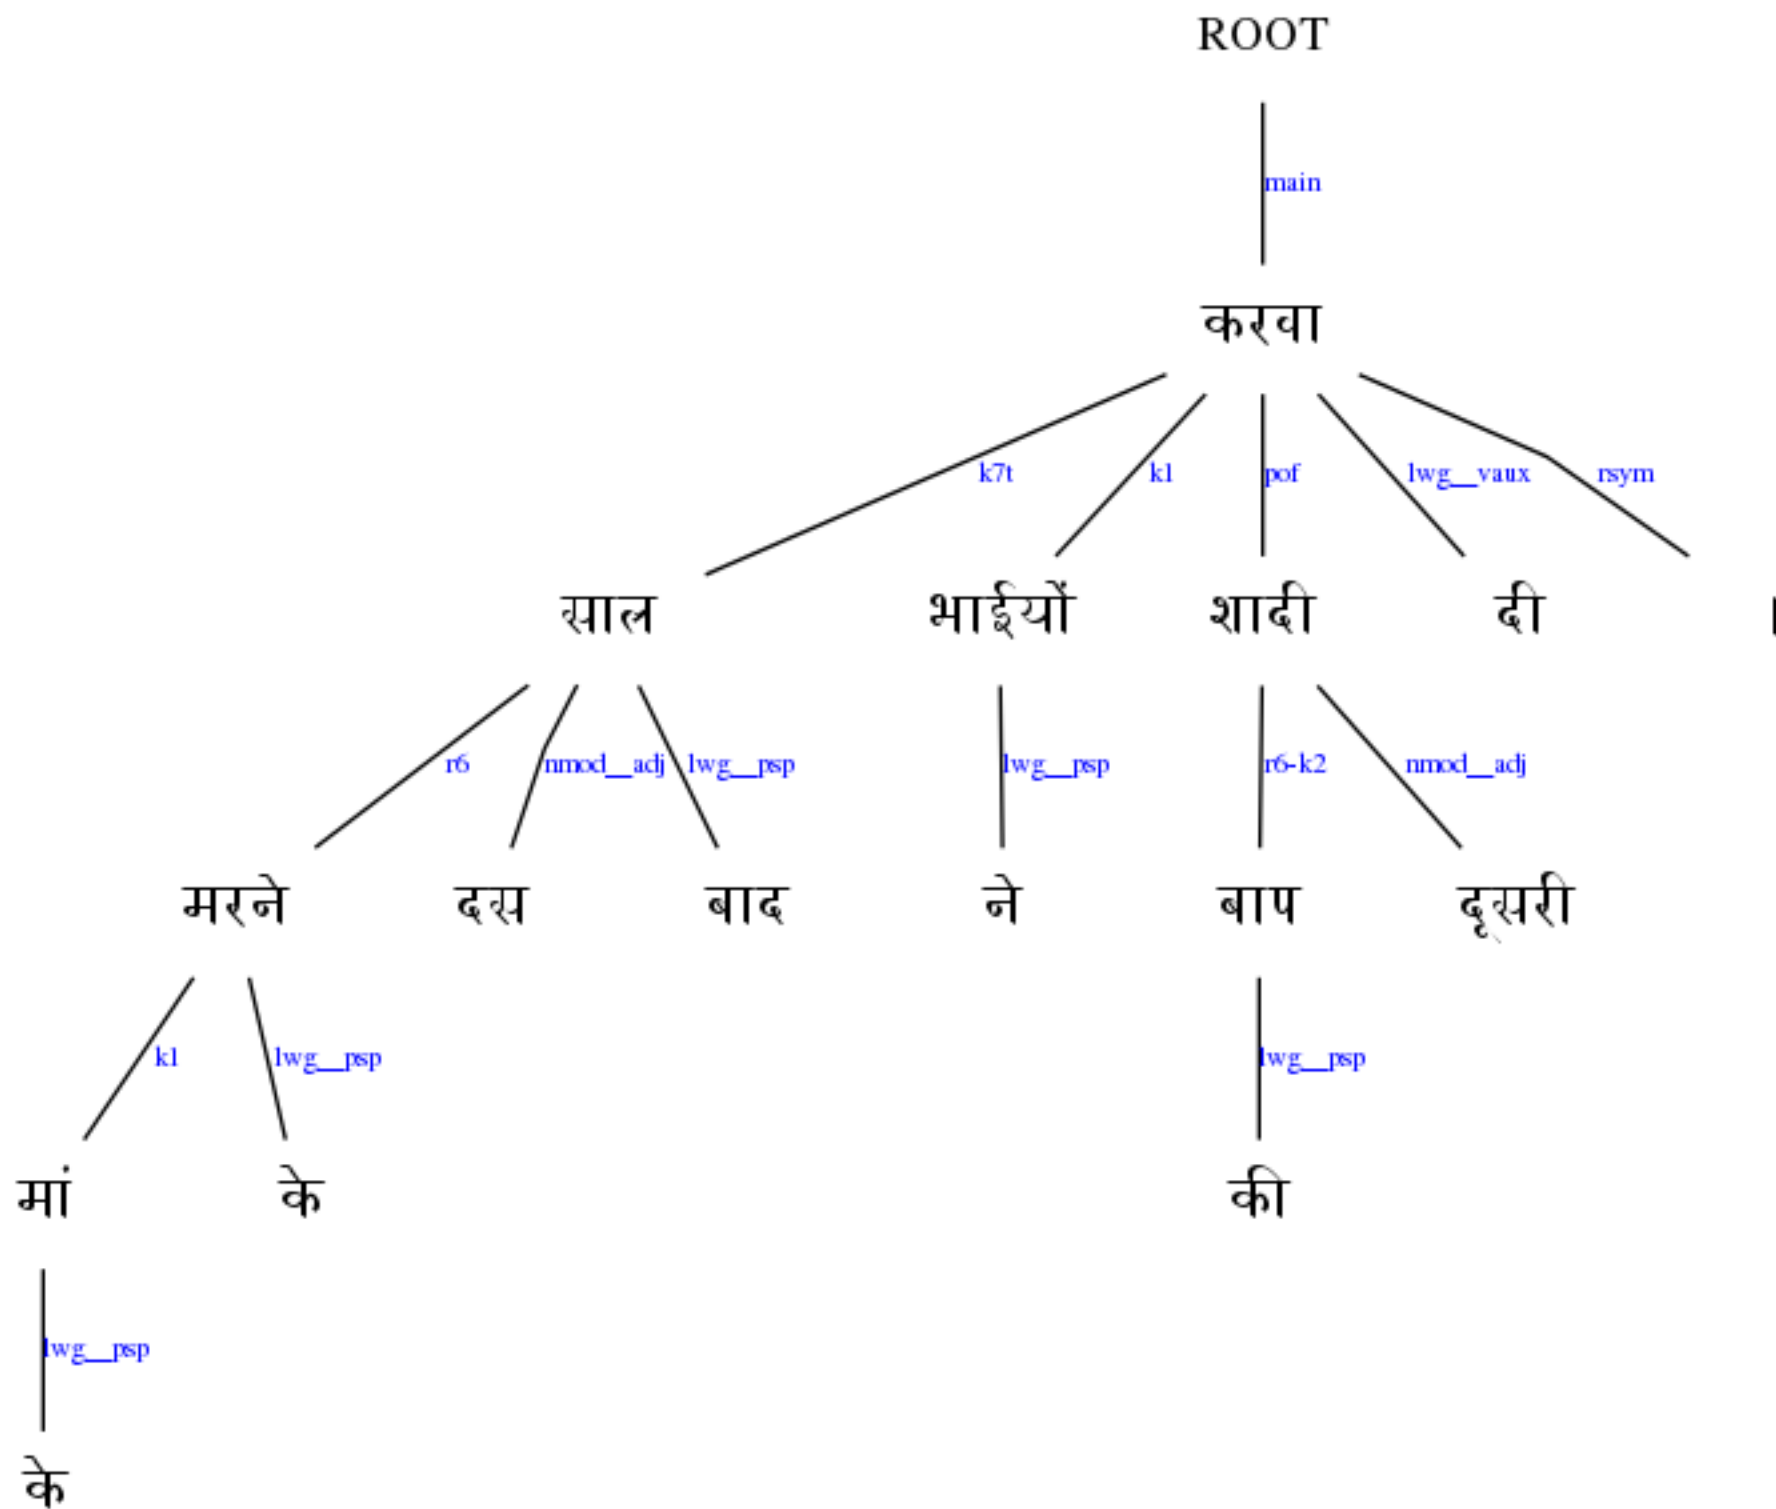 ROOT
main
करवा
k7t k1 pof lwg__vaux rsym
साल भाईयों शादी दी ।
r6 nmod__adj lwg__psp lwg__psp r6-k2 nmod__adj
मरने दस बाद ने बाप दूसरी
k1 lwg__psp lwg__psp
मां के की
lwg__psp
के